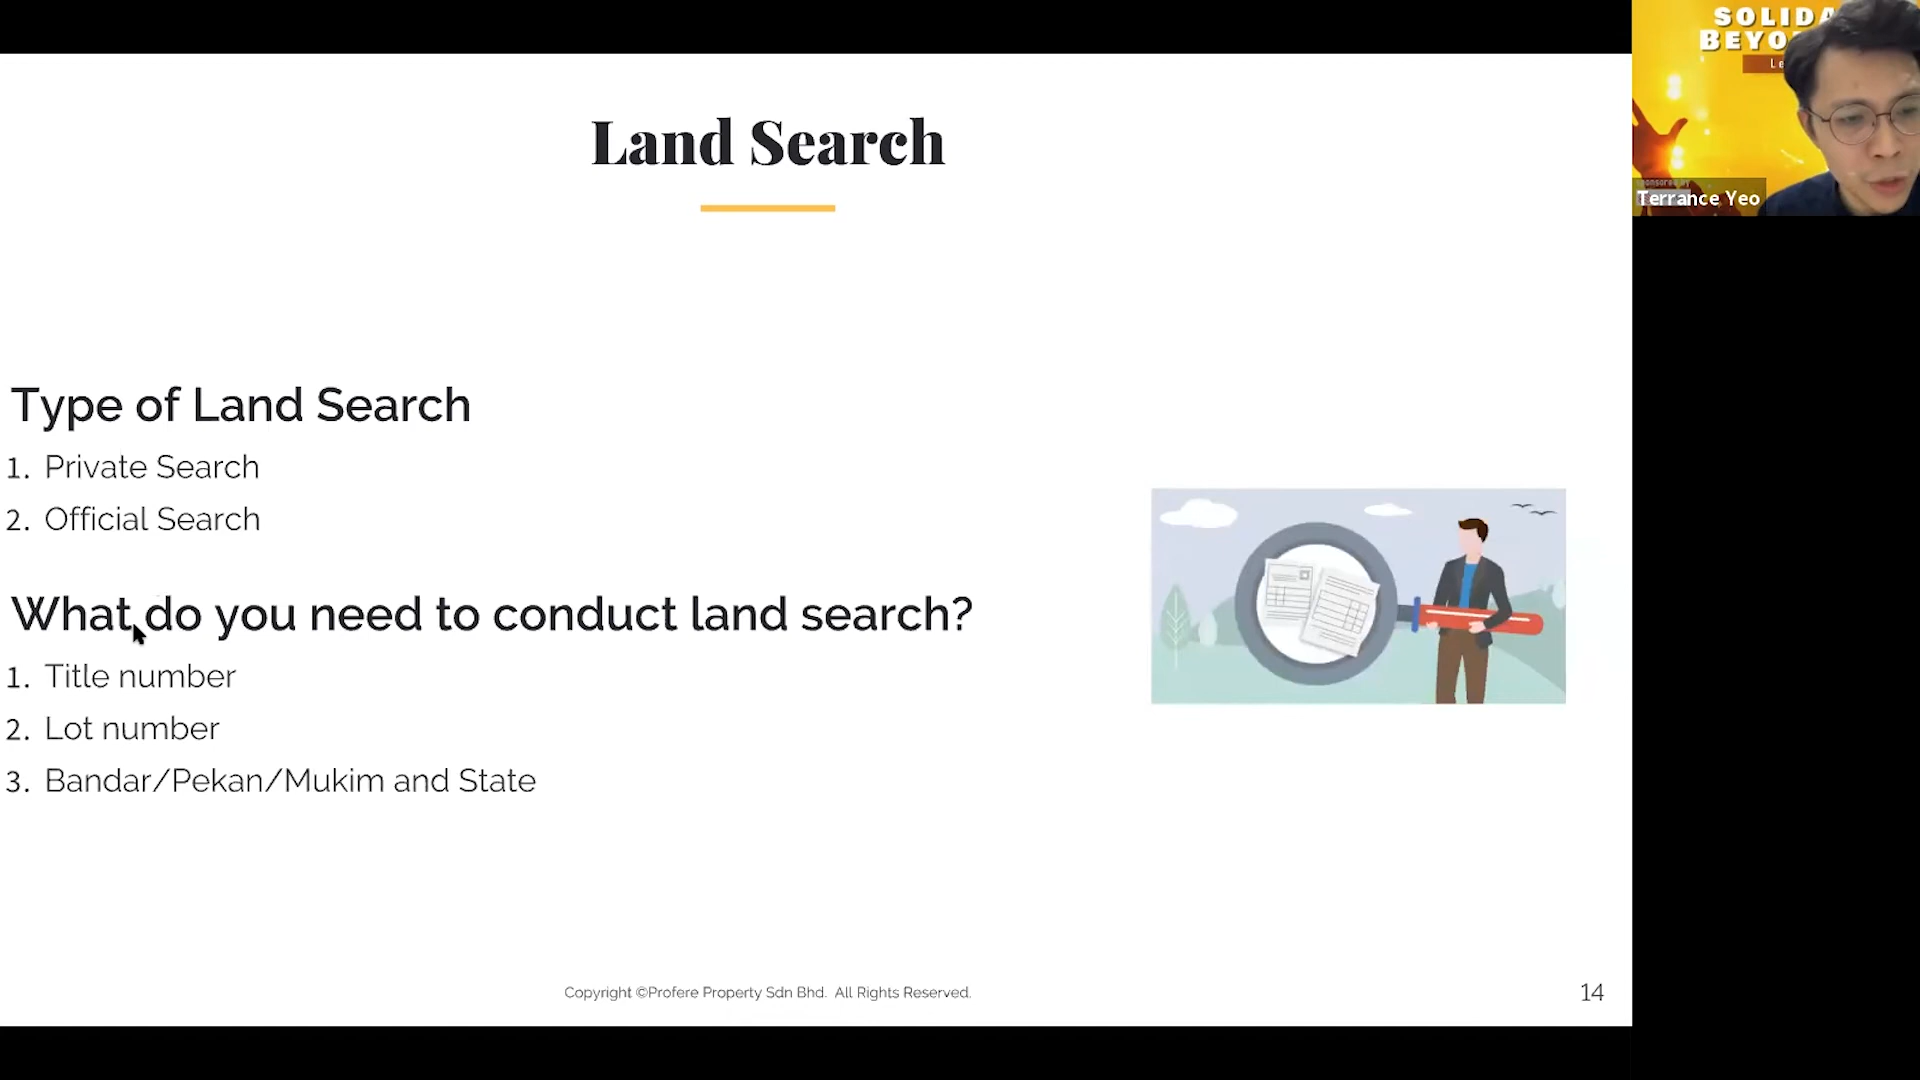 Land Search
Type of Land Search
1. Private Search
2. Official Search
What do you need to conduct land search?
1. Title number
2. Lot number
3. Bandar/Pekan/Mukim and State
Copyright ©Profere Property Sdn Bhd. All Rights Reserved.
14
Terrance Yeo